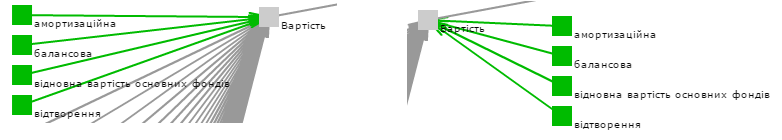 амортизаційна
Вартість
балансова
відновна вартість основних фондів
відтворення
Вартість
амортизаційна
балансова
відновна вартість основних фондів
відтворення